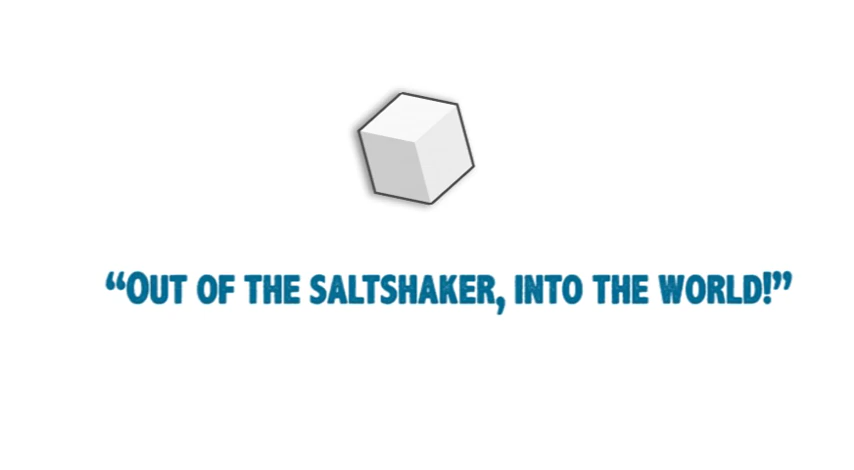 “Out of the saltshaker, into the world!”